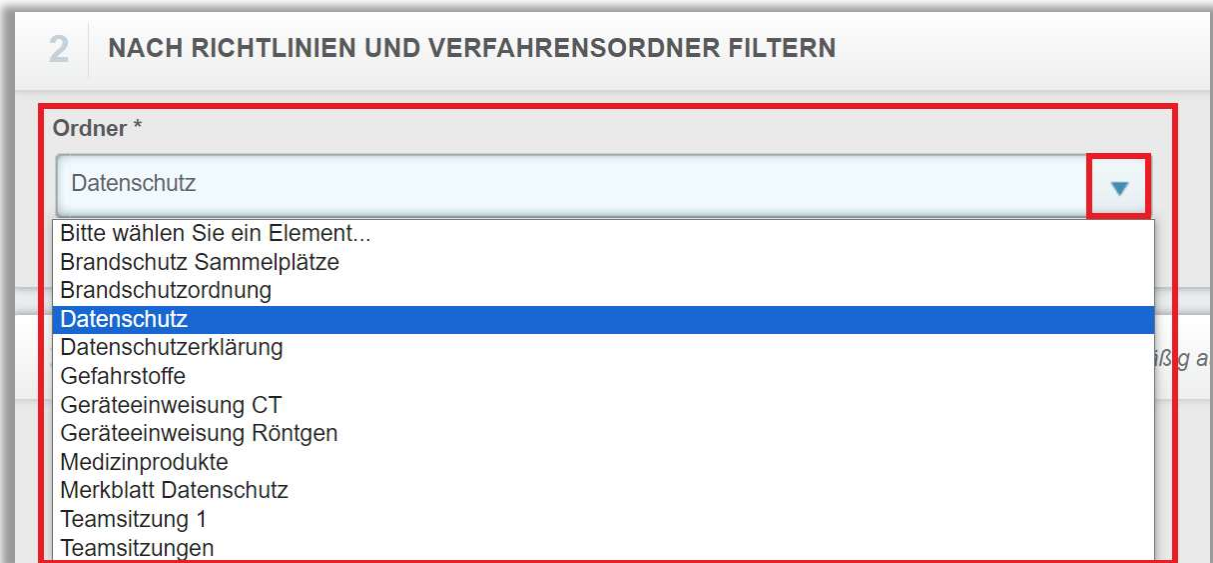 2 NACH RICHTLINIEN UND VERFAHRENSORDNER FILTERN
Ordner *
Datenschutz
Bitte wählen Sie ein Element...
Brandschutz Sammelplätze
Brandschutzordnung
Datenschutz
Datenschutzerklärung
Gefahrstoffe
Geräteeinweisung CT
Geräteeinweisung Röntgen
Medizinprodukte
Merkblatt Datenschutz
Teamsitzung 1
Teamsitzungen